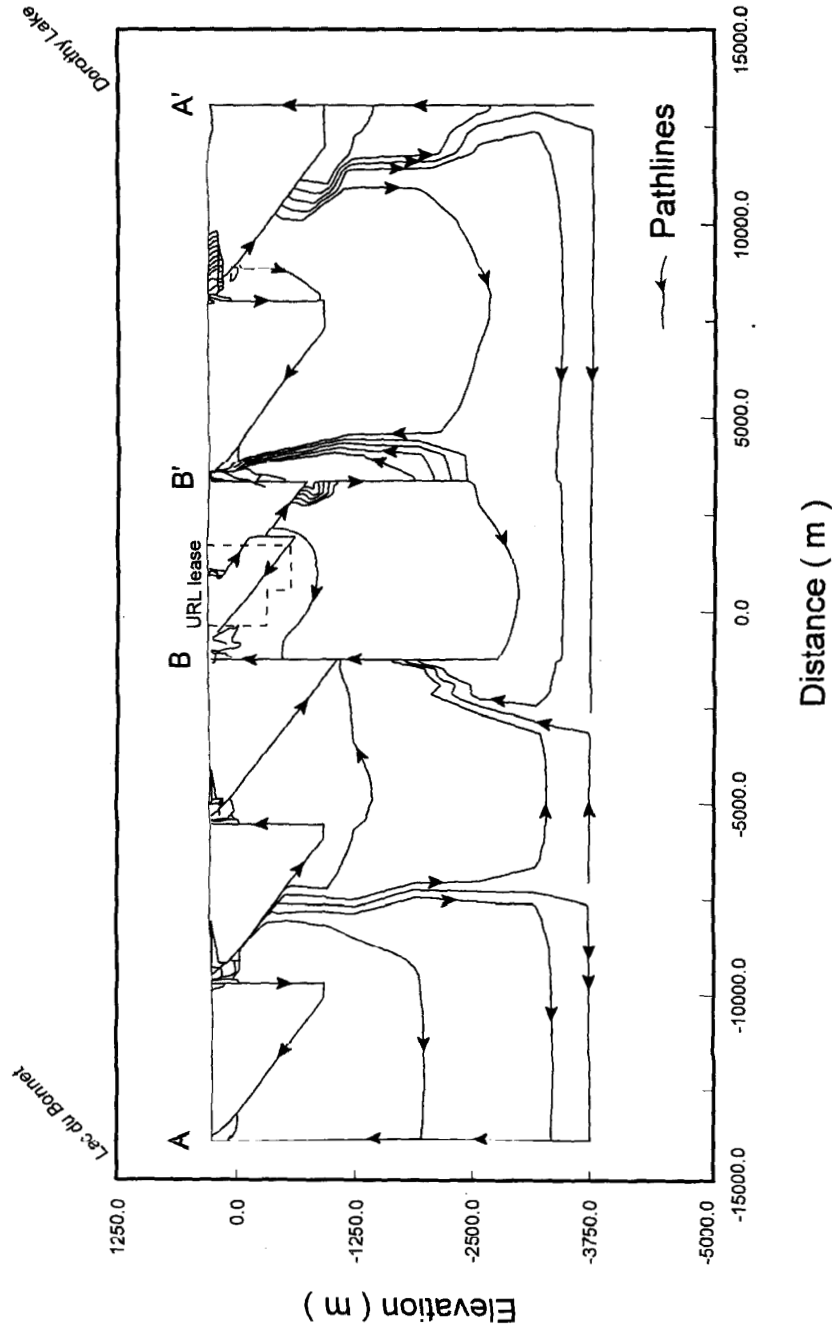 Lac du Bonnet
Dorothy Lake
A
B
B'
A'
URL lease
1250.0
0.0
-1250.0
-2500.0
-3750.0
-5000.0
Elevation ( m )
Pathlines
-15000.0
-10000.0
-5000.0
0.0
5000.0
10000.0
15000.0
Distance ( m )